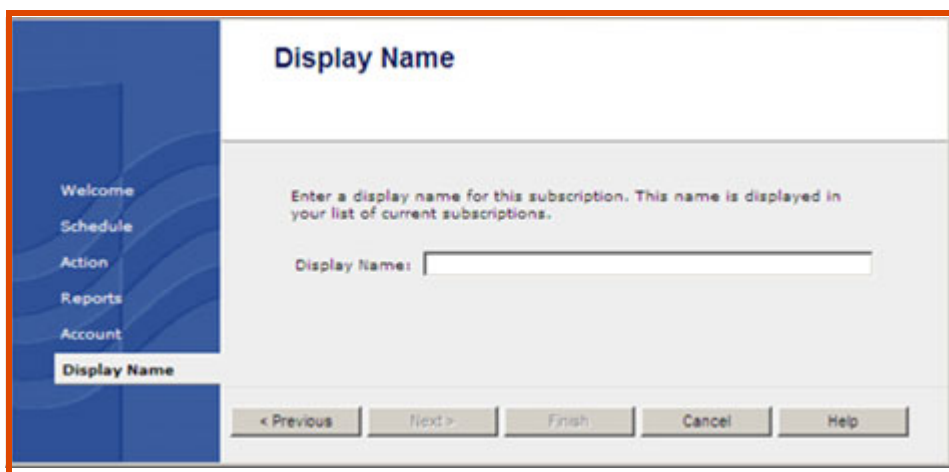 Display Name
Welcome
Schedule
Action
Reports
Account
Display Name
Enter a display name for this subscription. This name is displayed in
your list of current subscriptions.
Display Name:
< Previous
Next >
Finish
Cancel
Help